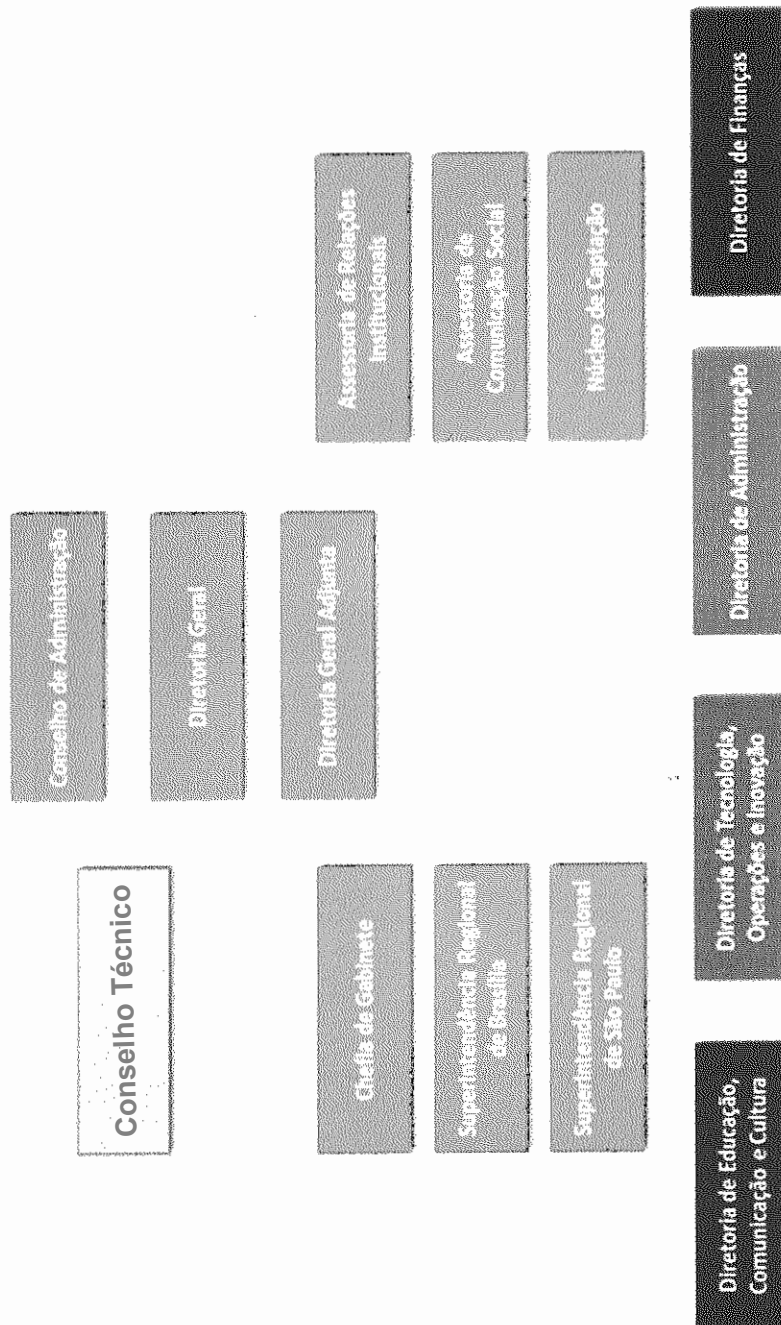 Conselho de Administração
Conselho Técnico
Diretoria Geral
Diretoria Geral Adjunta
Chefia de Gabinete
Assessoria de Relações
Institucionais
Superintendência Regional
de Brasília
Assessoria de
Comunicação Social
Superintendência Regional
de São Paulo
Núcleo de Captação
Diretoria de Educação,
Comunicação e Cultura
Diretoria de Tecnologia,
Operações e Inovação
Diretoria de Administração
Diretoria de Finanças